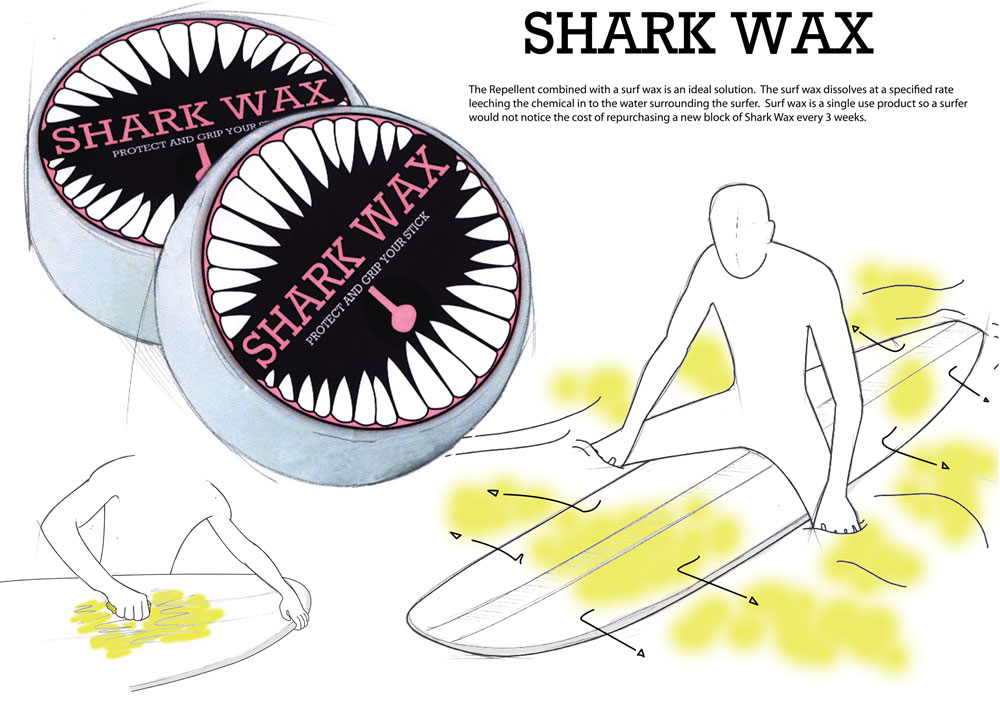 SHARK WAX
The Repellent combined with a surf wax is an ideal solution.  The surf wax dissolves at a specified rate
leeching the chemical in to the water surrounding the surfer.  Surf wax is a single use product so a surfer
would not notice the cost of repurchasing a new block of Shark Wax every 3 weeks.
SHARK WAX
PROTECT AND GRIP YOUR
SHARK WAX
PROTECT AND GRIP YOUR STICK